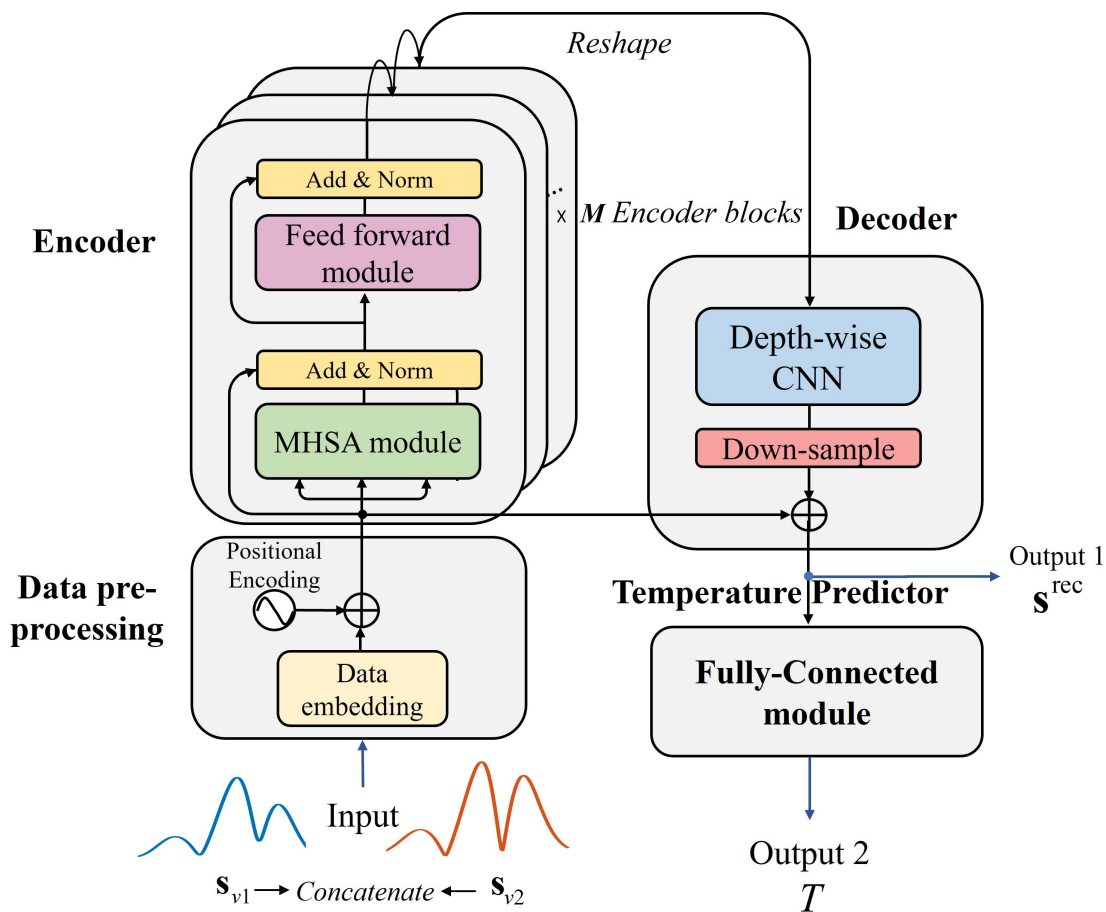 Reshape
Add & Norm
Feed forward
module
... x M Encoder blocks
Encoder
Add & Norm
MHSA module
Decoder
Depth-wise
CNN
Down-sample
Positional
Encoding
Data pre-
processing
Data
embedding
Output 1
s^rec
Temperature Predictor
Fully-Connected
module
Input
s_v1 Concatenate s_v2
Output 2
T